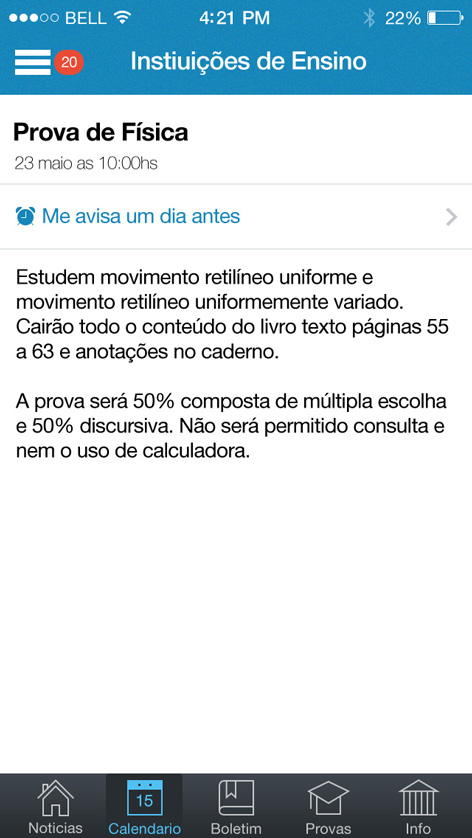 BELL 4:21 PM 22%
20 Instiuições de Ensino
Prova de Física
23 maio as 10:00hs
Me avisa um dia antes
Estudem movimento retilíneo uniforme e
movimento retilíneo uniformemente variado.
Cairão todo o conteúdo do livro texto páginas 55
a 63 e anotações no caderno.
A prova será 50% composta de múltipla escolha
e 50% discursiva. Não será permitido consulta e
nem o uso de calculadora.
15
Noticias Calendario Boletim Provas Info